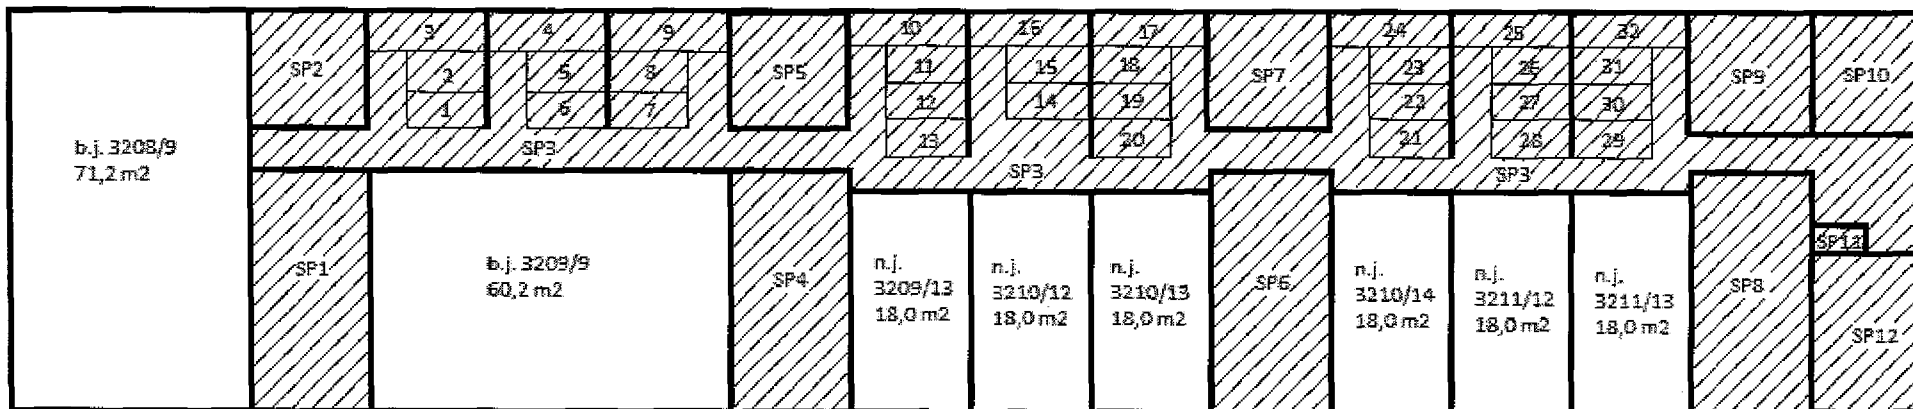 3
4
9
10
16
17
24
25
32
SP2
2
5
8
SP5
11
15
18
SP7
23
26
31
SP9
SP10
1
6
7
12
14
19
22
27
30
13
20
21
28
29
b.j. 3208/9
71,2 m2
SP3
SP3
SP3
SP1
b.j. 3209/9
60,2 m2
SP4
n.j.
3209/13
18,0 m2
n.j.
3210/12
18,0 m2
n.j.
3210/13
18,0 m2
SP6
n.j.
3210/14
18,0 m2
n.j.
3211/12
18,0 m2
n.j.
3211/13
18,0 m2
SP8
SP11
SP12